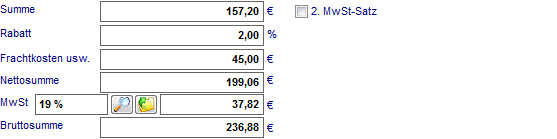 Summe 157,20 € 2. MwSt-Satz
Rabatt 2,00 %
Frachtkosten usw. 45,00 €
Nettosumme 199,06 €
MwSt 19 % 37,82 €
Bruttosumme 236,88 €